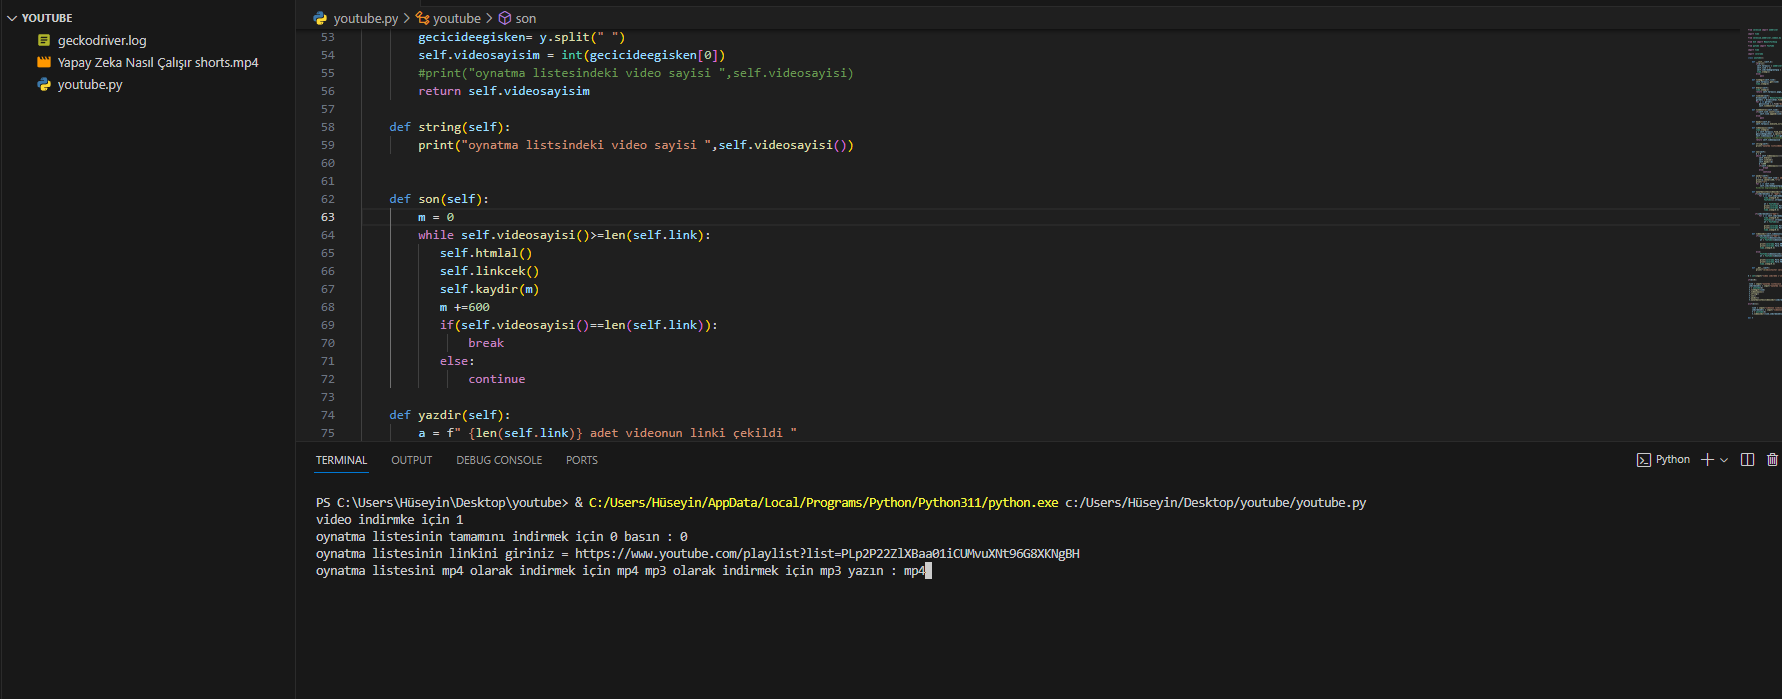 YOUTUBE
geckodriver.log
Yapay Zeka Nasıl Çalışır shorts.mp4
youtube.py
youtube.py > youtube > son
53 gecicideegisken= y.split(" ")
54 self.videosayisim = int(gecicideegisken[0])
55 #print("oynatma listesindeki video sayisi ",self.videosayisi)
56 return self.videosayisim
57
58 def string(self):
59 print("oynatma listsindeki video sayisi ",self.videosayisi())
60
61
62 def son(self):
63 m = 0
64 while self.videosayisi()>=len(self.link):
65 self.htmlal()
66 self.linkcek()
67 self.kaydir(m)
68 m +=600
69 if(self.videosayisi()==len(self.link)):
70 break
71 else:
72 continue
73
74 def yazdir(self):
75 a = f" {len(self.link)} adet videonun linki çekildi "
TERMINAL OUTPUT DEBUG CONSOLE PORTS
Python
PS C:\Users\Hüseyin\Desktop\youtube> & C:/Users/Hüseyin/AppData/Local/Programs/Python/Python311/python.exe c:/Users/Hüseyin/Desktop/youtube/youtube.py
video indirmke için 1
oynatma listesinin tamamını indirmek için 0 basın : 0
oynatma listesinin linkini giriniz = https://www.youtube.com/playlist?list=PLp2P22ZlXBaa01iCUMvuXNt96G8XKNgBH
oynatma listesini mp4 olarak indirmek için mp4 mp3 olarak indirmek için mp3 yazın : mp4